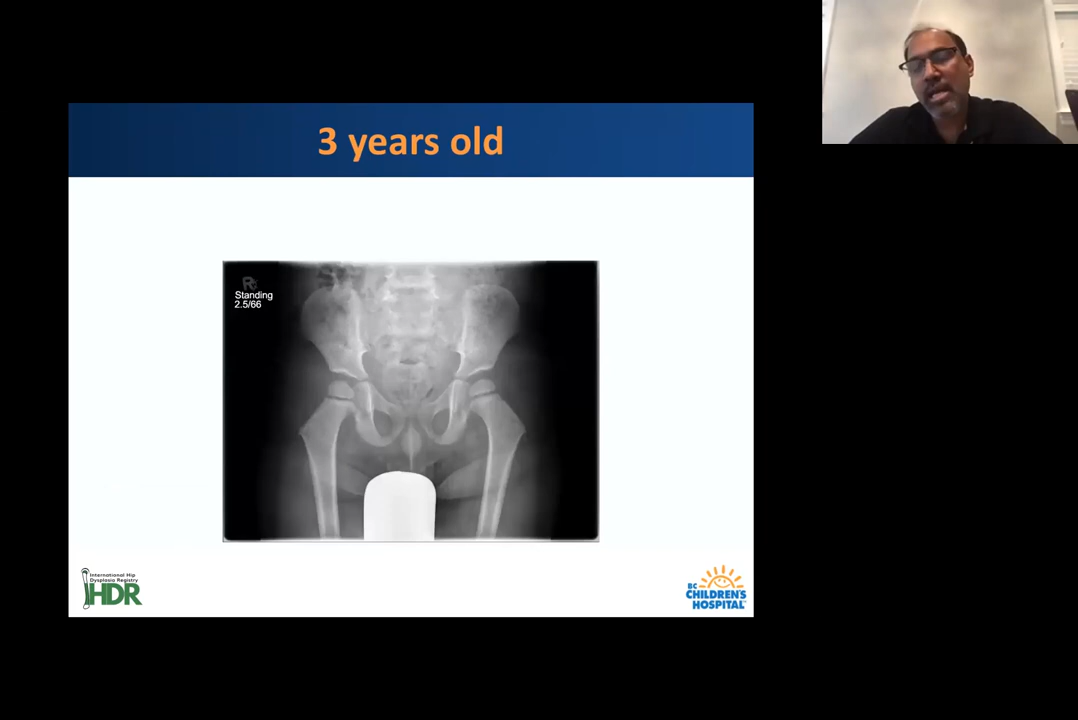 3 years old
Standing
2.5/66
International Hip
Dysplasia Registry
IHDR
BC
CHILDREN'S
HOSPITAL